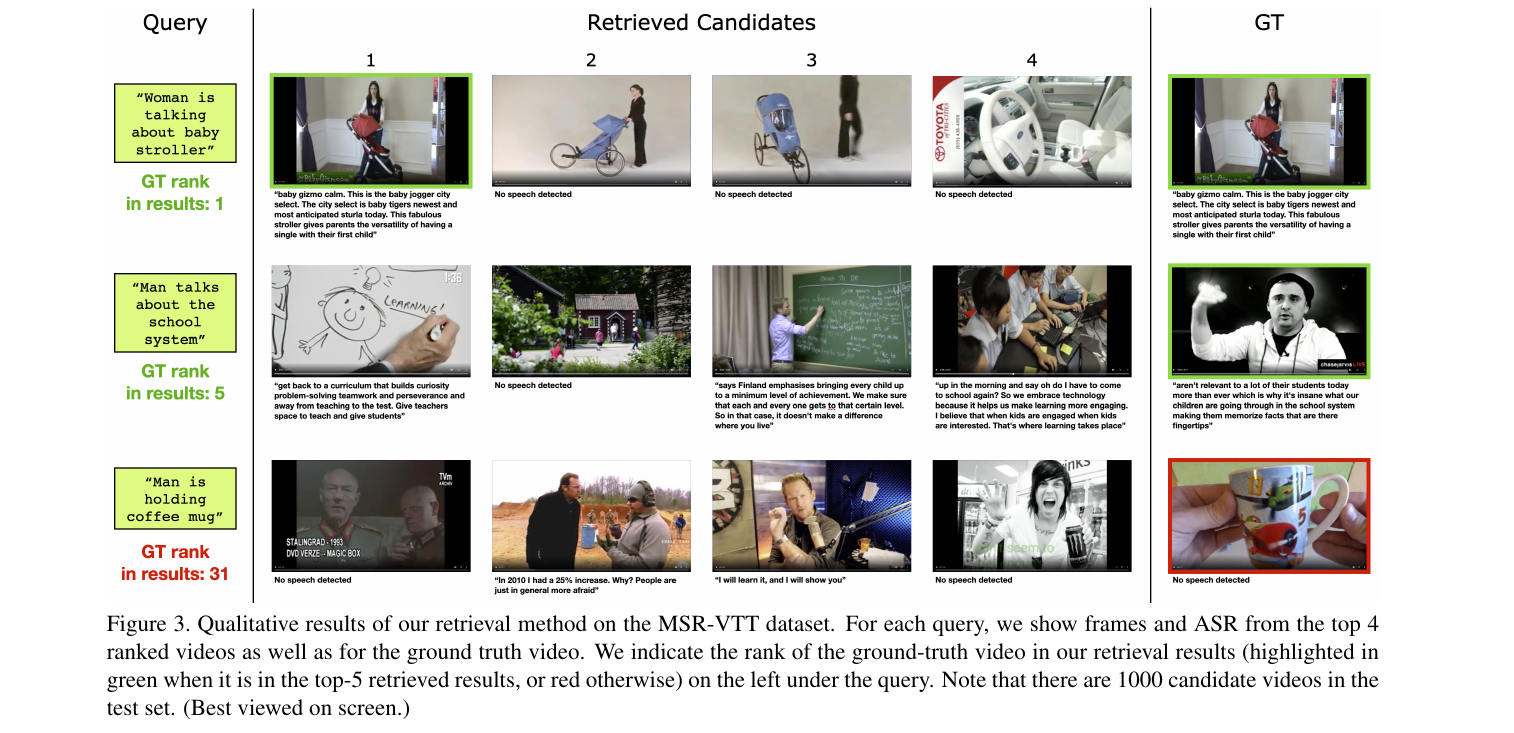 Query
Retrieved Candidates
GT
1
2
3
4
“Woman is
talking
about baby
stroller”
GT rank
in results: 1
TOYOTA
“baby gizmo calm. This is the baby jogger city
select. The city select is baby tigers newest and
most anticipated sturla today. This fabulous
stroller gives parents the versatility of having a
single with their first child”
No speech detected
No speech detected
No speech detected
“baby gizmo calm. This is the baby jogger city
select. The city select is baby tigers newest and
most anticipated sturla today. This fabulous
stroller gives parents the versatility of having a
single with their first child”
“Man talks
about the
school
system”
GT rank
in results: 5
1:36
LEARNING!
chasejarvisLIVE
“get back to a curriculum that builds curiosity
problem-solving teamwork and perseverance and
away from teaching to the test. Give teachers
space to teach and give students”
No speech detected
“says Finland emphasises bringing every child up
to a minimum level of achievement. We make sure
that each and every one gets to that certain level.
So in that case, it doesn't make a difference
where you live”
“up in the morning and say oh do I have to come
to school again? So we embrace technology
because it helps us make learning more engaging.
I believe that when kids are engaged when kids
are interested. That's where learning takes place”
“aren't relevant to a lot of their students today
more than ever which is why it's insane what our
children are going through in the school system
making them memorize facts that are there
fingertips”
“Man is
holding
coffee mug”
GT rank
in results: 31
TVm
ARCHIV
STALINGRAD - 1993
DVD VERZE - MAGIC BOX
inks
seem to
No speech detected
“In 2010 I had a 25% increase. Why? People are
just in general more afraid”
“I will learn it, and I will show you”
No speech detected
No speech detected
Figure 3. Qualitative results of our retrieval method on the MSR-VTT dataset. For each query, we show frames and ASR from the top 4
ranked videos as well as for the ground truth video. We indicate the rank of the ground-truth video in our retrieval results (highlighted in
green when it is in the top-5 retrieved results, or red otherwise) on the left under the query. Note that there are 1000 candidate videos in the
test set. (Best viewed on screen.)